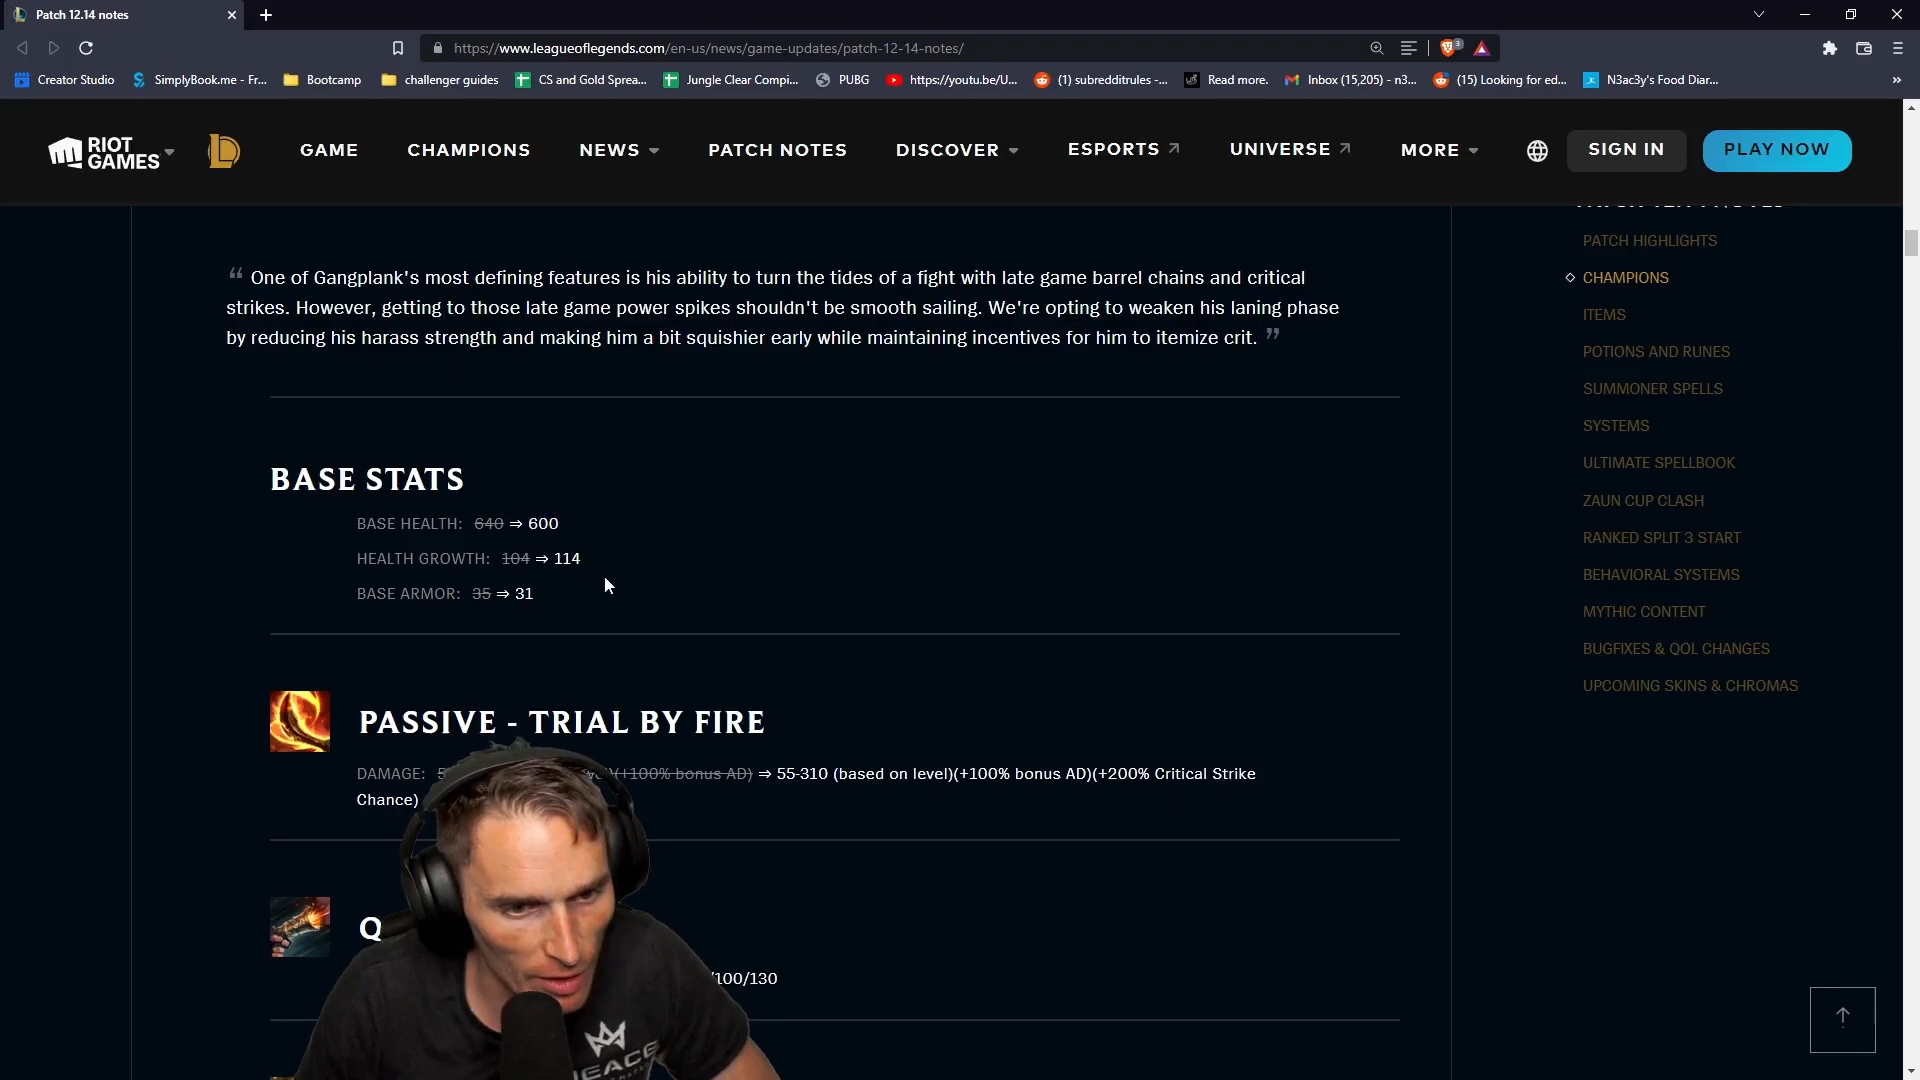 Patch 12.14 notes
https://www.leagueoflegends.com/en-us/news/game-updates/patch-12-14-notes/
3
Creator Studio
SimplyBook.me - Fr...
Bootcamp
challenger guides
CS and Gold Sprea...
Jungle Clear Compi...
PUBG
https://youtu.be/U...
(1) subredditrules -...
Read more.
Inbox (15,205) - n3...
(15) Looking for ed...
N3ac3y's Food Diar...
RIOT GAMES
GAME
CHAMPIONS
NEWS
PATCH NOTES
DISCOVER
ESPORTS
UNIVERSE
MORE
SIGN IN
PLAY NOW
“ One of Gangplank's most defining features is his ability to turn the tides of a fight with late game barrel chains and critical
strikes. However, getting to those late game power spikes shouldn't be smooth sailing. We're opting to weaken his laning phase
by reducing his harass strength and making him a bit squishier early while maintaining incentives for him to itemize crit. ”
BASE STATS
BASE HEALTH: 640 ⇒ 600
HEALTH GROWTH: 104 ⇒ 114
BASE ARMOR: 35 ⇒ 31
PASSIVE - TRIAL BY FIRE
DAMAGE: (+100% bonus AD) ⇒ 55-310 (based on level)(+100% bonus AD)(+200% Critical Strike
Chance)
Q
/100/130
PATCH HIGHLIGHTS
CHAMPIONS
ITEMS
POTIONS AND RUNES
SUMMONER SPELLS
SYSTEMS
ULTIMATE SPELLBOOK
ZAUN CUP CLASH
RANKED SPLIT 3 START
BEHAVIORAL SYSTEMS
MYTHIC CONTENT
BUGFIXES & QOL CHANGES
UPCOMING SKINS & CHROMAS